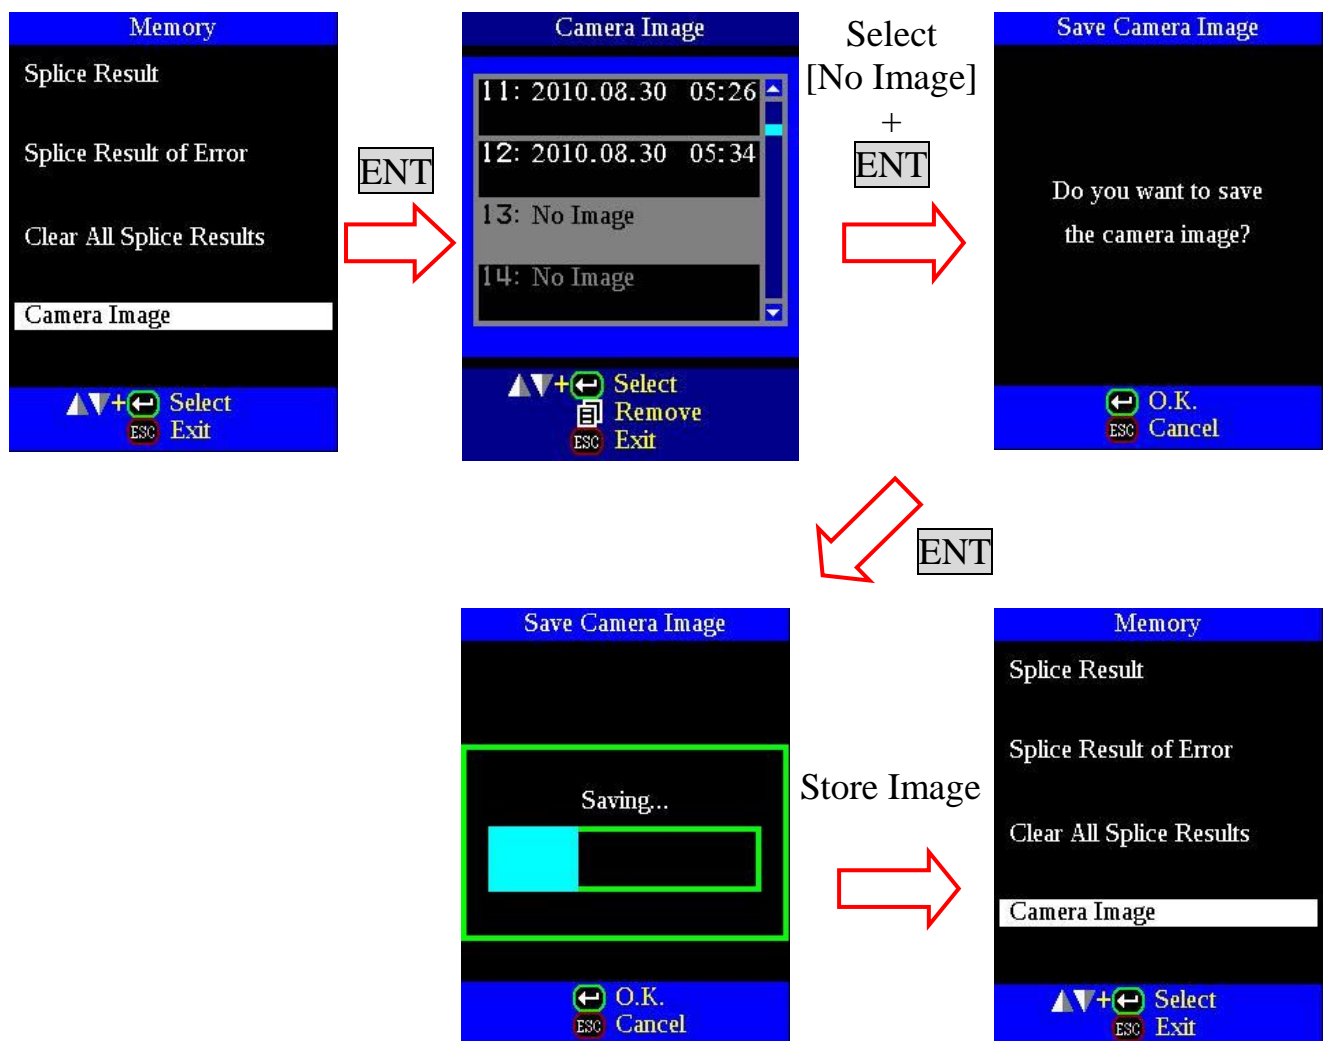 Memory
Splice Result
Splice Result of Error
Clear All Splice Results
Camera Image
+ Select
ESC Exit
ENT
Camera Image
11: 2010.08.30 05:26
12: 2010.08.30 05:34
13: No Image
14: No Image
+ Select
Remove
ESC Exit
Select
[No Image]
+
ENT
Save Camera Image
Do you want to save
the camera image?
O.K.
ESC Cancel
ENT
Save Camera Image
Saving...
O.K.
ESC Cancel
Store Image
Memory
Splice Result
Splice Result of Error
Clear All Splice Results
Camera Image
+ Select
ESC Exit